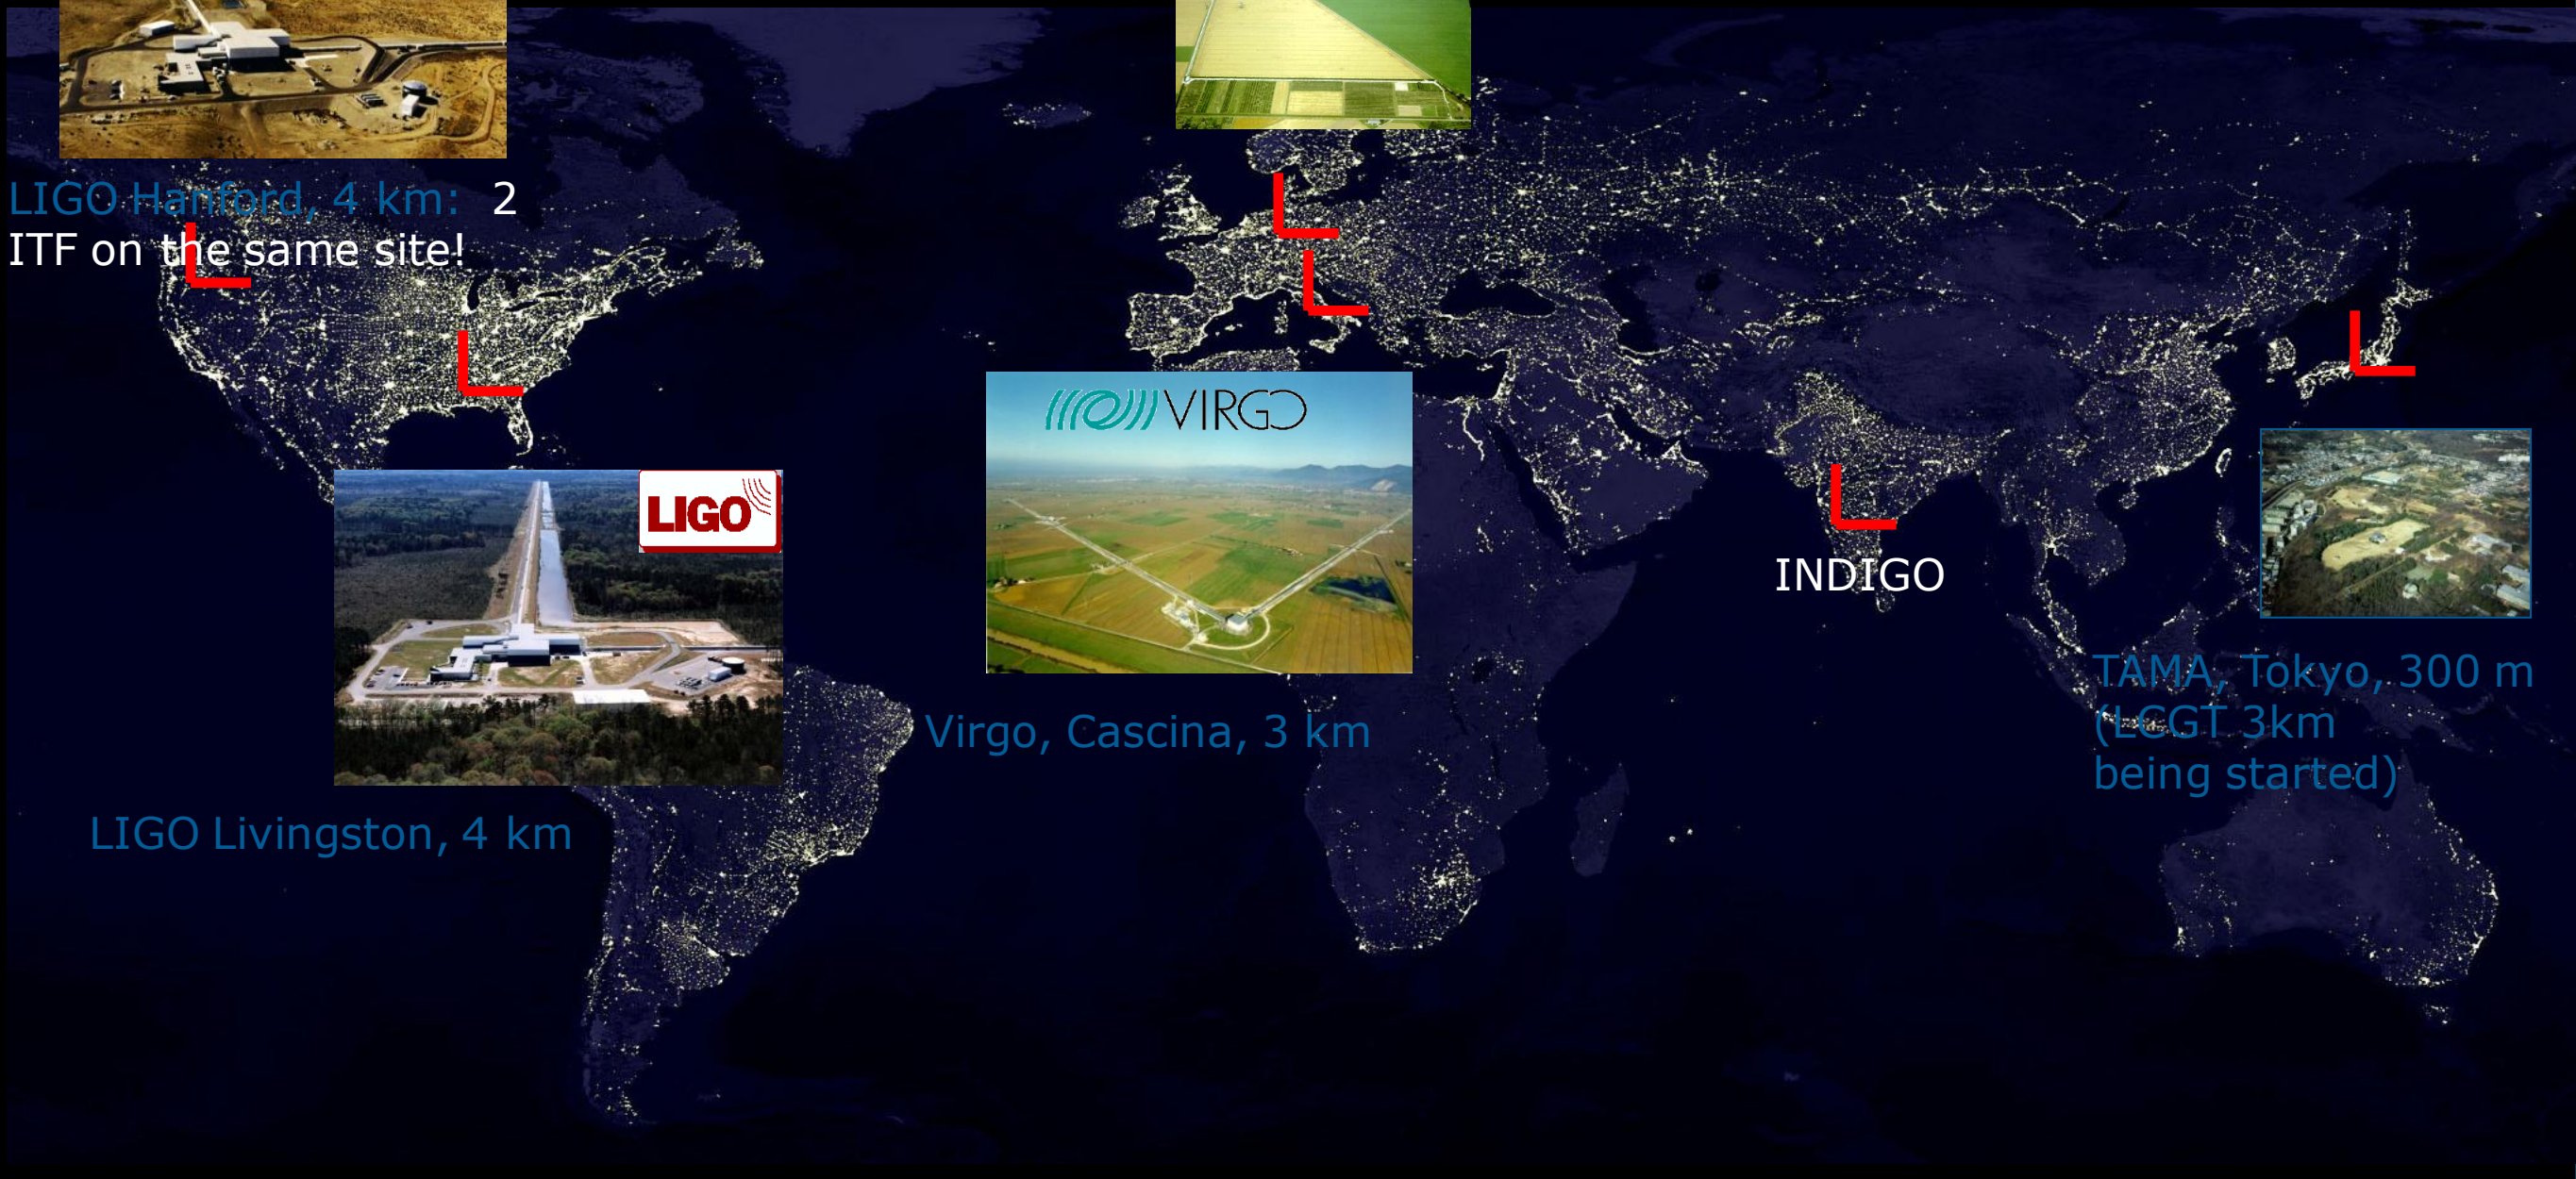 LIGO Hanford, 4 km: 2
ITF on the same site!
VIRGO
LIGO
INDIGO
TAMA, Tokyo, 300 m
(LCGT 3km
being started)
Virgo, Cascina, 3 km
LIGO Livingston, 4 km